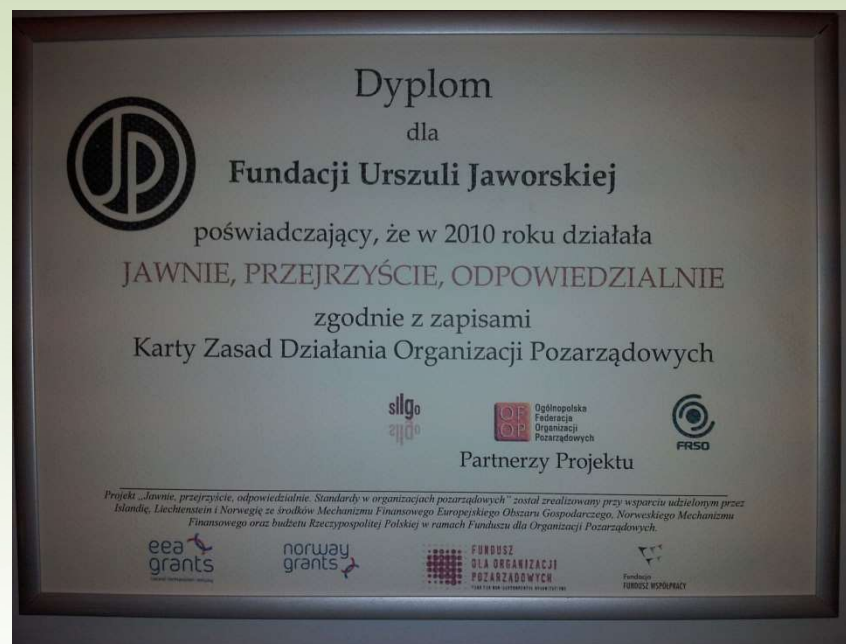 Dyplom
dla
JP
Fundacji Urszuli Jaworskiej
poświadczający, że w 2010 roku działała
JAWNIE, PRZEJRZYŚCIE, ODPOWIEDZIALNIE
zgodnie z zapisami
Karty Zasad Działania Organizacji Pozarządowych
sllgo
OF
OP
Ogólnopolska
Federacja
Organizacji
Pozarządowych
FRSO
Partnerzy Projektu
Projekt „Jawnie, przejrzyście, odpowiedzialnie. Standardy w organizacjach pozarządowych” został zrealizowany przy wsparciu udzielonym przez
Islandię, Liechtenstein i Norwegię ze środków Mechanizmu Finansowego Europejskiego Obszaru Gospodarczego, Norweskiego Mechanizmu
Finansowego oraz budżetu Rzeczypospolitej Polskiej w ramach Funduszu dla Organizacji Pozarządowych.
eea
grants
norway
grants
FUNDUSZ
DLA ORGANIZACJI
POZARZĄDOWYCH
Fundacja
FUNDUSZ WSPÓŁPRACY